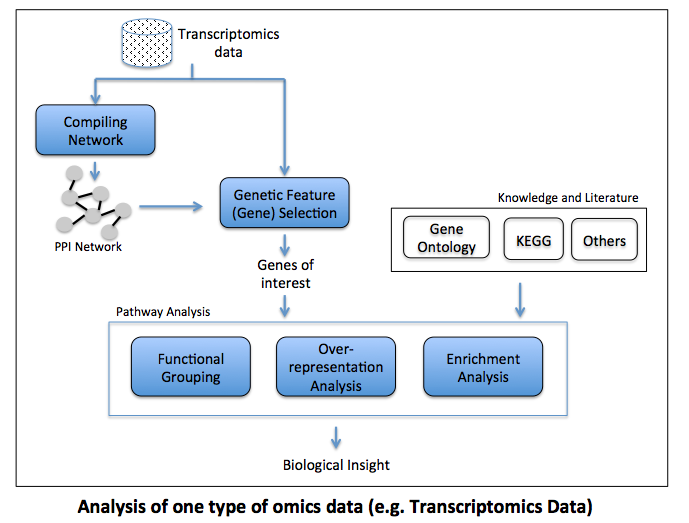 Transcriptomics
data
Compiling
Network
PPI Network
Genetic Feature
(Gene) Selection
Genes of
interest
Knowledge and Literature
Gene
Ontology
KEGG
Others
Pathway Analysis
Functional
Grouping
Over-
representation
Analysis
Enrichment
Analysis
Biological Insight
Analysis of one type of omics data (e.g. Transcriptomics Data)